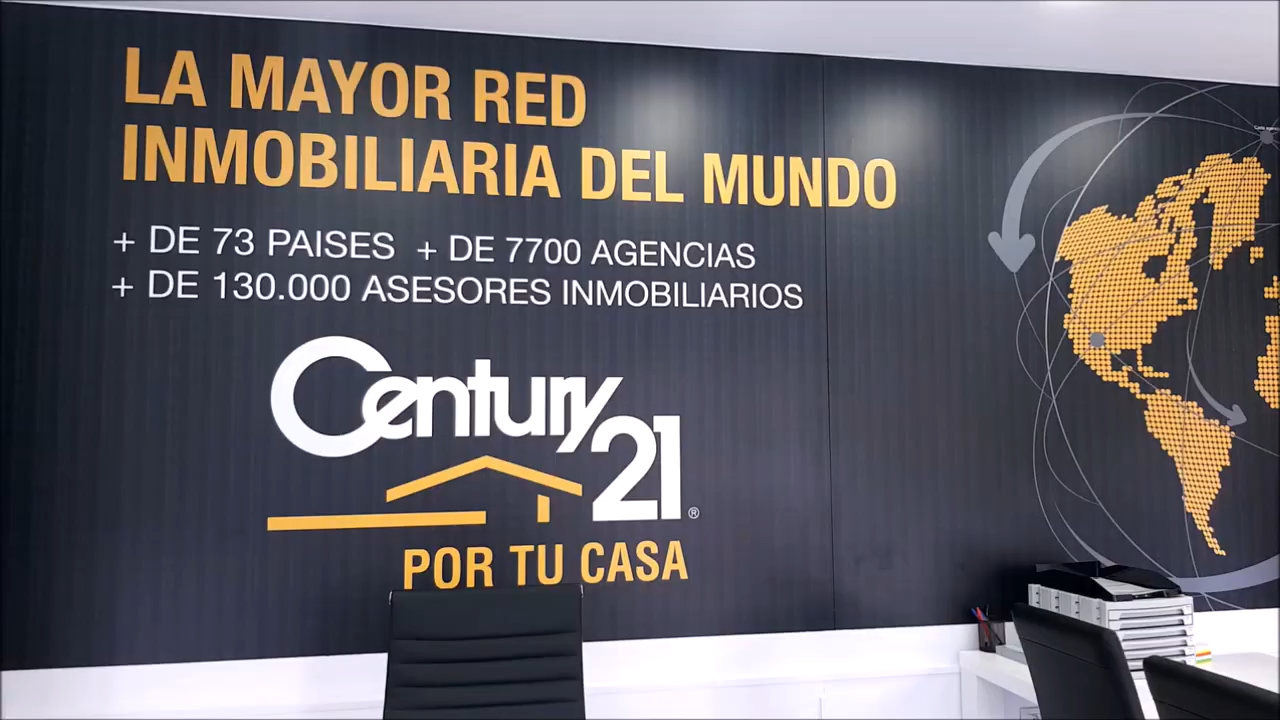 LA MAYOR RED
INMOBILIARIA DEL MUNDO
+ DE 73 PAISES + DE 7700 AGENCIAS
+ DE 130.000 ASESORES INMOBILIARIOS
Century
21®
POR TU CASA